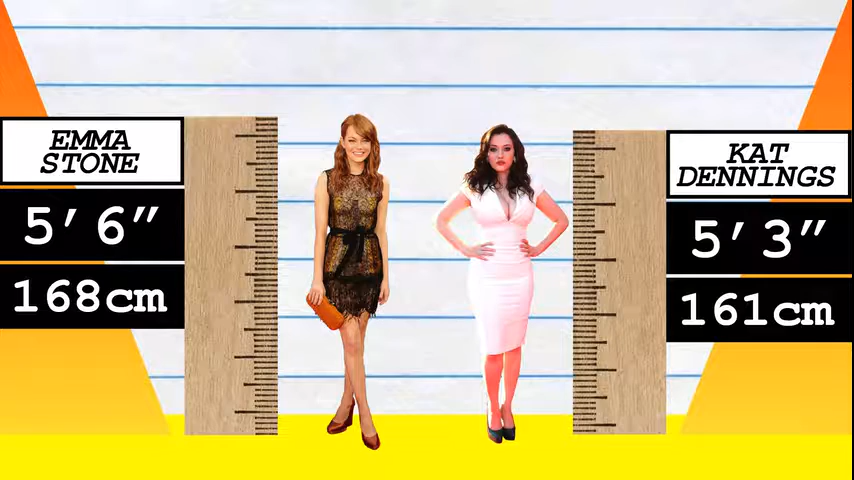 EMMA
STONE
5’6”
168cm
KAT
DENNINGS
5’3”
161cm